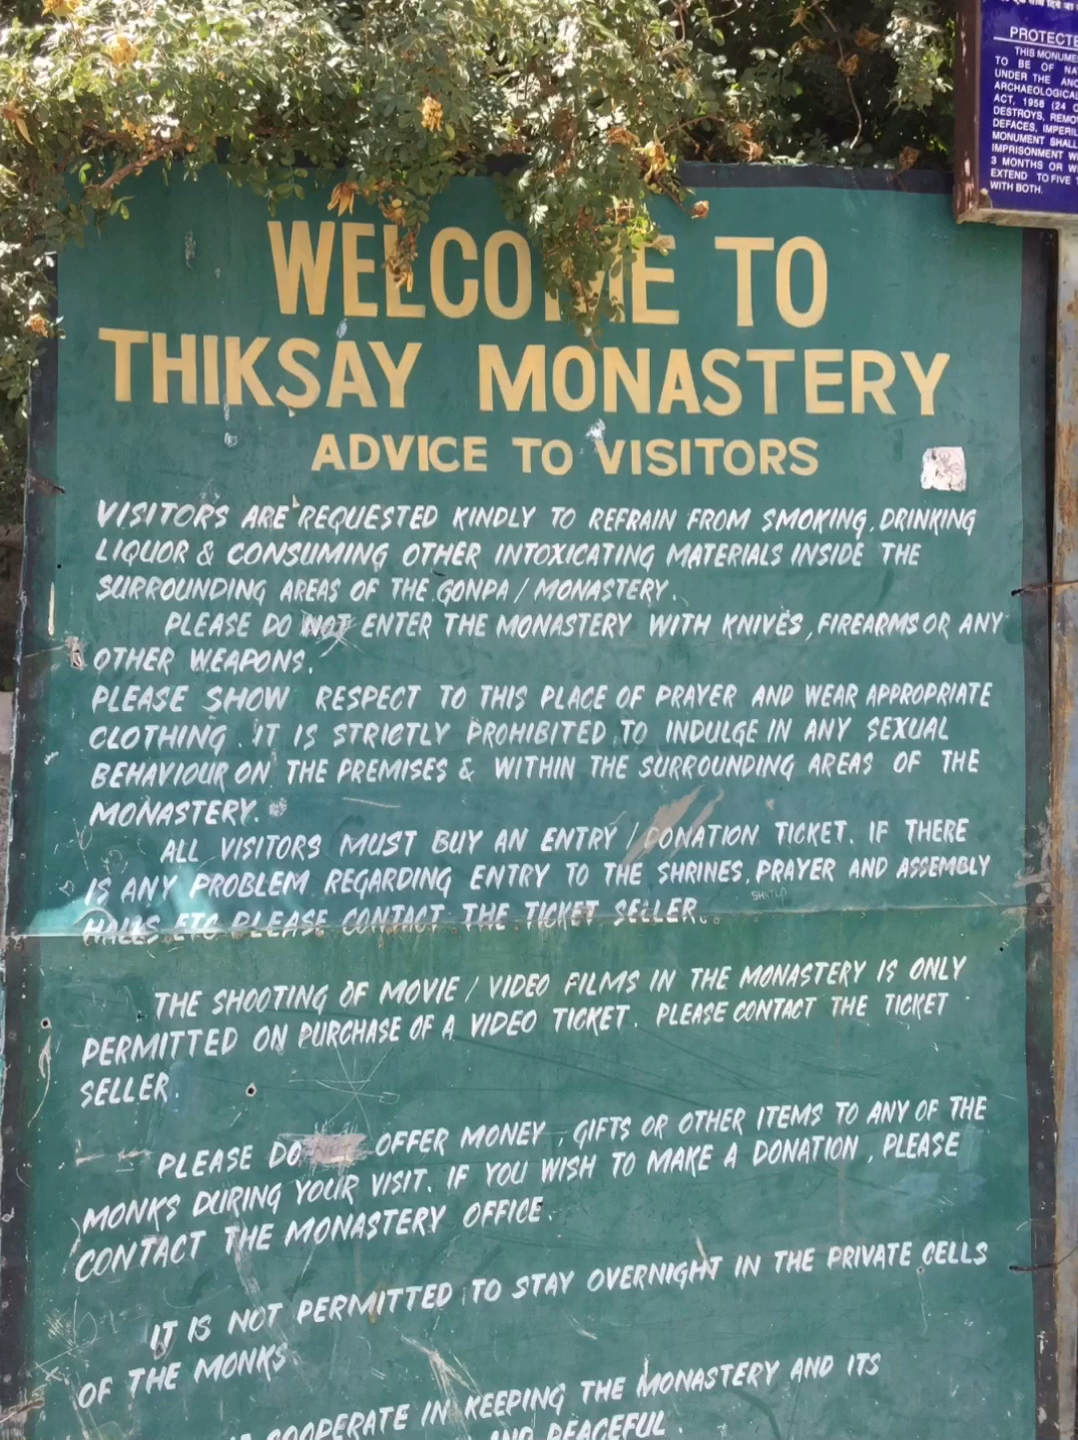 WELCOME TO
THIKSAY MONASTERY
ADVICE TO VISITORS
VISITORS ARE REQUESTED KINDLY TO REFRAIN FROM SMOKING, DRINKING
LIQUOR & CONSUMING OTHER INTOXICATING MATERIALS INSIDE THE
SURROUNDING AREAS OF THE GONPA / MONASTERY.
PLEASE DO NOT ENTER THE MONASTERY WITH KNIVES, FIREARMS OR ANY
OTHER WEAPONS.
PLEASE SHOW RESPECT TO THIS PLACE OF PRAYER AND WEAR APPROPRIATE
CLOTHING. IT IS STRICTLY PROHIBITED TO INDULGE IN ANY SEXUAL
BEHAVIOUR ON THE PREMISES & WITHIN THE SURROUNDING AREAS OF THE
MONASTERY.
ALL VISITORS MUST BUY AN ENTRY / DONATION TICKET. IF THERE
IS ANY PROBLEM REGARDING ENTRY TO THE SHRINES, PRAYER AND ASSEMBLY
HALLS ETC PLEASE CONTACT THE TICKET SELLER.
THE SHOOTING OF MOVIE / VIDEO FILMS IN THE MONASTERY IS ONLY
PERMITTED ON PURCHASE OF A VIDEO TICKET. PLEASE CONTACT THE TICKET
SELLER.
PLEASE DO NOT OFFER MONEY, GIFTS OR OTHER ITEMS TO ANY OF THE
MONKS DURING YOUR VISIT. IF YOU WISH TO MAKE A DONATION, PLEASE
CONTACT THE MONASTERY OFFICE.
IT IS NOT PERMITTED TO STAY OVERNIGHT IN THE PRIVATE CELLS
OF THE MONKS
COOPERATE IN KEEPING THE MONASTERY AND ITS
AND PEACEFUL.
PROTECTE
THIS MONUME
TO BE OF NA
UNDER THE ANC
ARCHAEOLOGICAL
ACT, 1958 (24 O
DESTROYS, REMO
DEFACES, IMPERIL
MONUMENT SHALL
IMPRISONMENT W
3 MONTHS OR W
EXTEND TO FIVE
WITH BOTH.